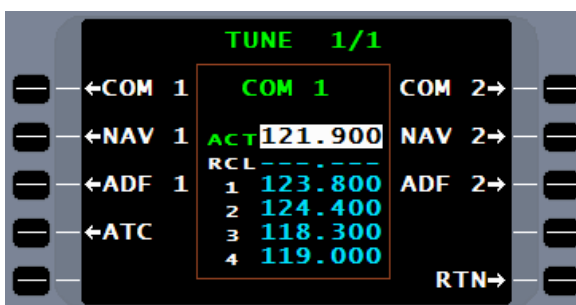 TUNE 1/1
←COM 1 COM 1 COM 2→
←NAV 1 ACT 121.900 NAV 2→
RCL ---.---
←ADF 1 1 123.800 ADF 2→
2 124.400
←ATC 3 118.300
4 119.000
RTN→